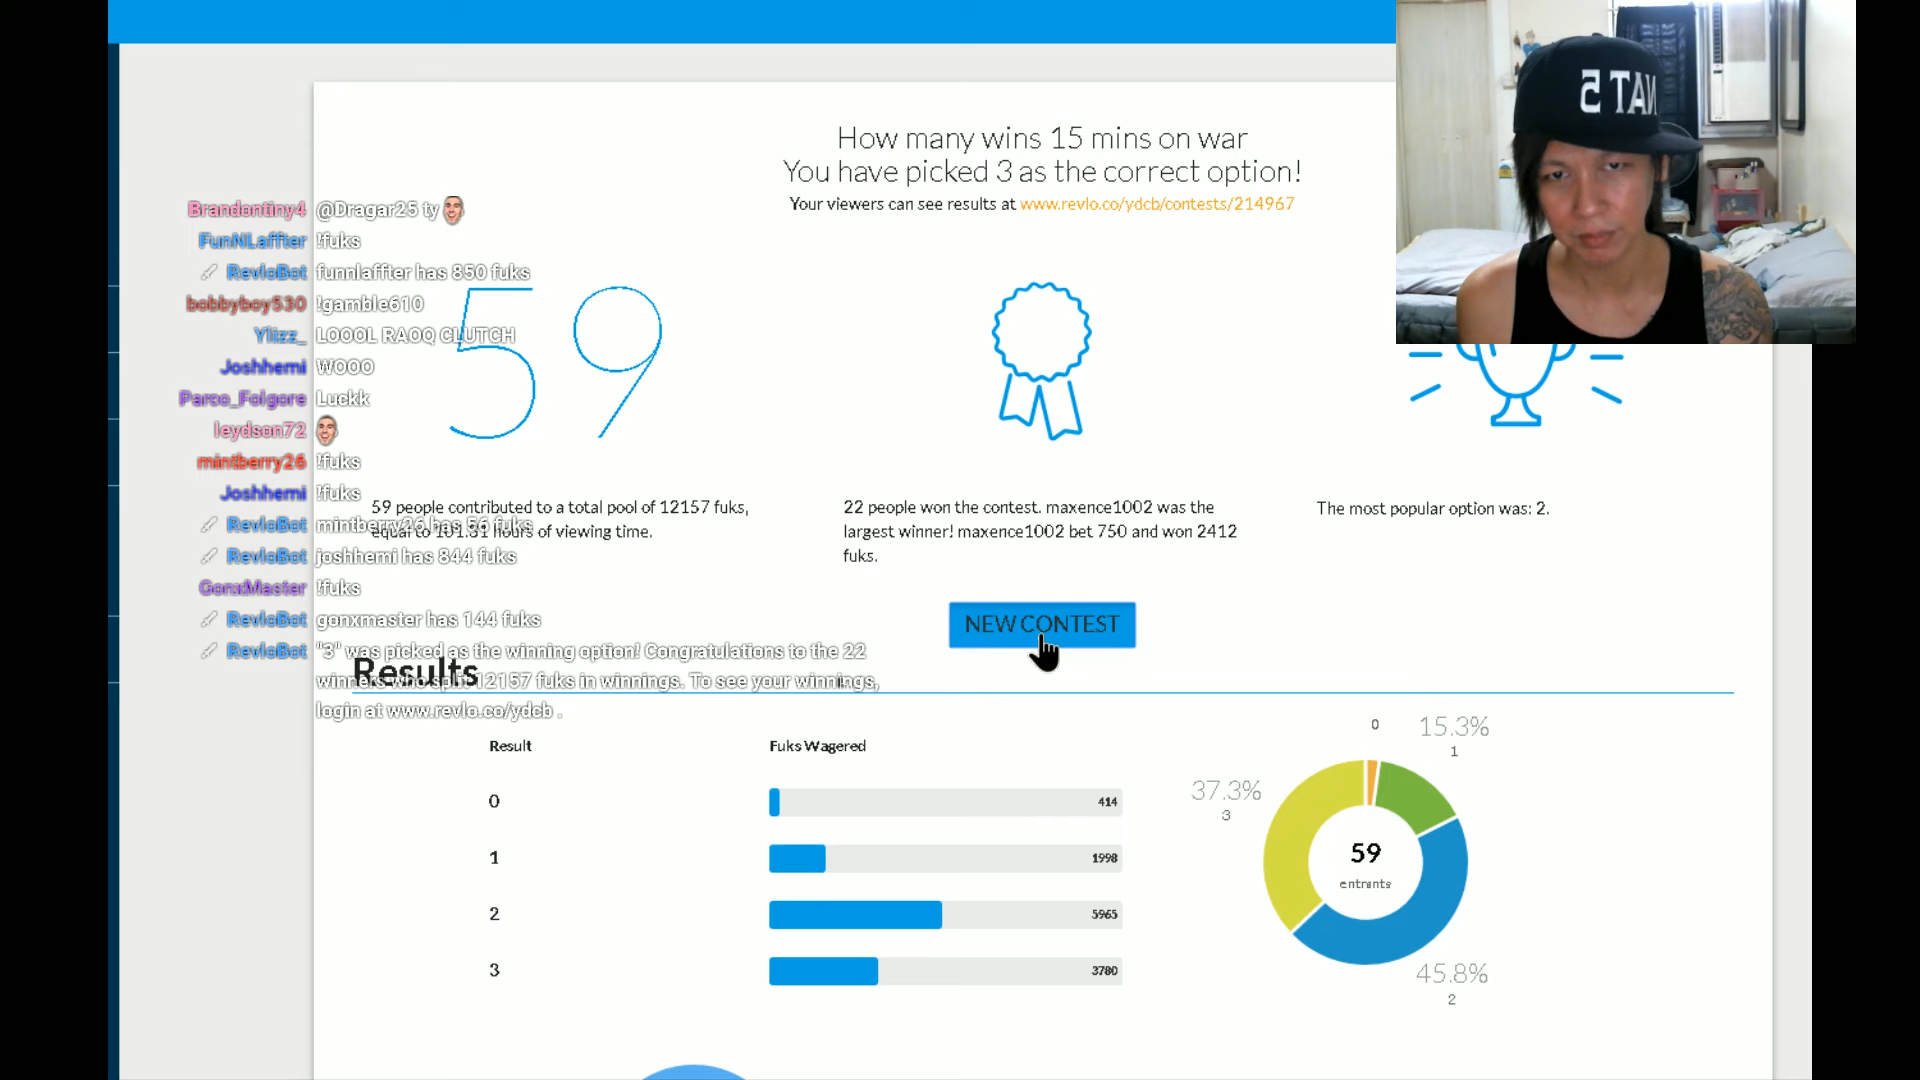 How many wins 15 mins on war
You have picked 3 as the correct option!
Your viewers can see results at www.revlo.co/ydcb/contests/214967
5 TAN
Brandontiny4 @Dragar25 ty
FunNLaffter !fuks
RevloBot funnlaffter has 850 fuks
bobbyboy530 !gamble610
Ylizz_ LOOOL RAOQ CLUTCH
Joshhemi WOOO
Parco_Folgore Luckk
leydson72
mintberry26 !fuks
Joshhemi !fuks
RevloBot mintberry26 has 56 fuks
RevloBot joshhemi has 844 fuks
GonxMaster !fuks
RevloBot gonxmaster has 144 fuks
RevloBot "3" was picked as the winning option! Congratulations to the 22
winners who split 12157 fuks in winnings. To see your winnings,
login at www.revlo.co/ydcb .
59
59 people contributed to a total pool of 12157 fuks,
equal to 101.31 hours of viewing time.
22 people won the contest. maxence1002 was the
largest winner! maxence1002 bet 750 and won 2412
fuks.
The most popular option was: 2.
NEW CONTEST
Results
Result Fuks Wagered
0 414
1 1998
2 5965
3 3780
0
15.3%
1
37.3%
3
59
entrants
45.8%
2